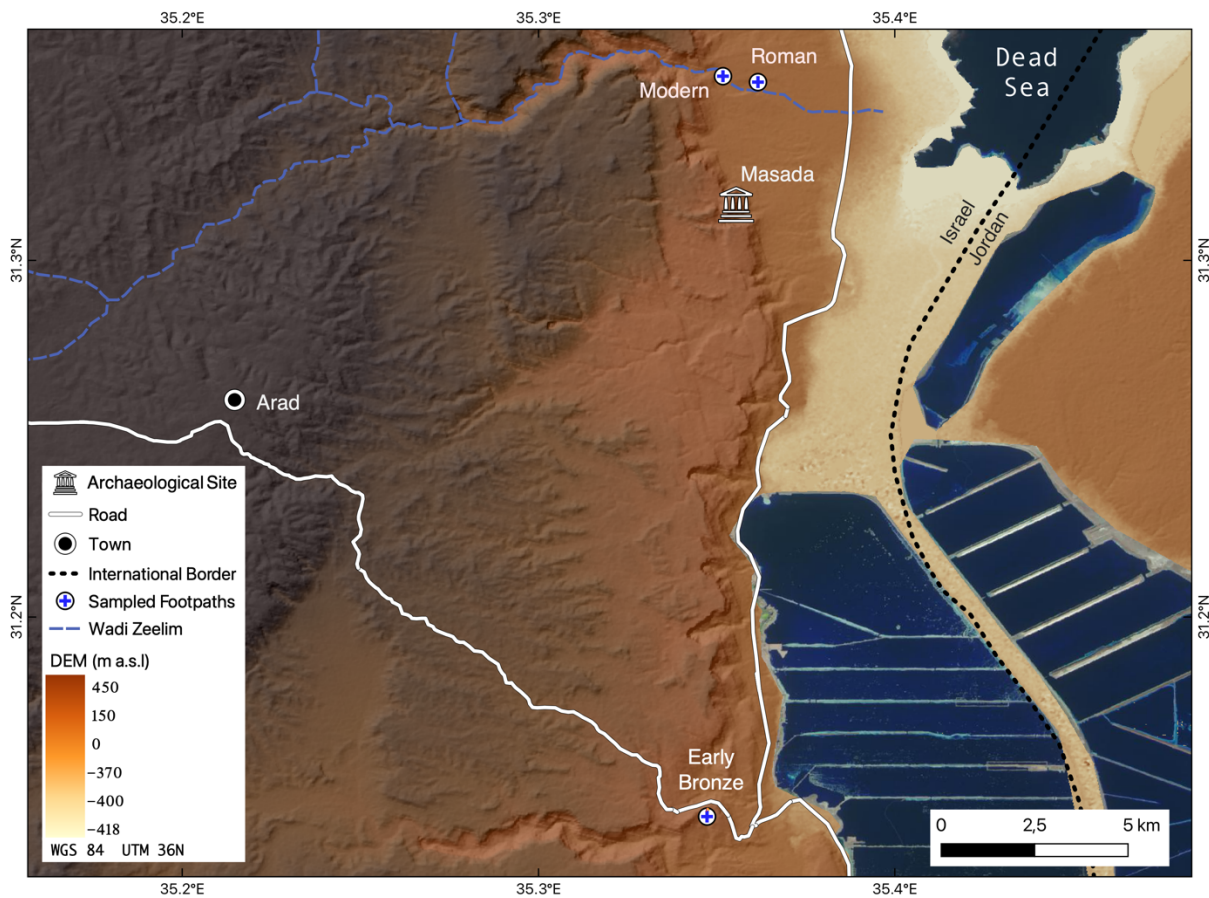 35.2°E
35.3°E
35.4°E
Dead
Sea
Roman
Modern
Masada
Israel
Jordan
31.3°N
31.3°N
Arad
Archaeological Site
Road
Town
International Border
Sampled Footpaths
Wadi Zeelim
DEM (m a.s.l)
450
150
0
−370
−400
−418
WGS 84 UTM 36N
31.2°N
31.2°N
Early
Bronze
0 2,5 5 km
35.2°E
35.3°E
35.4°E